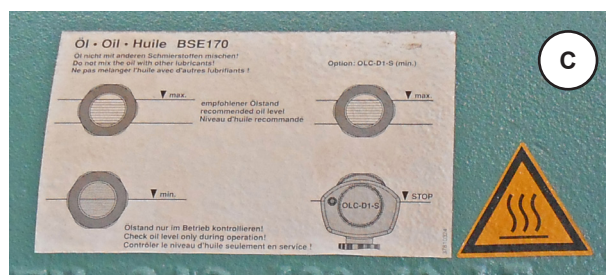 Öl • Oil • Huile BSE170
Öl nicht mit anderen Schmierstoffen mischen!
Do not mix the oil with other lubricants!
Ne pas mélanger l'huile avec d'autres lubrifiants !
Option: OLC-D1-S (min.)
max.
max.
empfohlener Ölstand
recommended oil level
Niveau d'huile recommandé
min.
OLC-D1-S
STOP
Ölstand nur im Betrieb kontrollieren!
Check oil level only during operation!
Contrôler le niveau d'huile seulement en service !
C